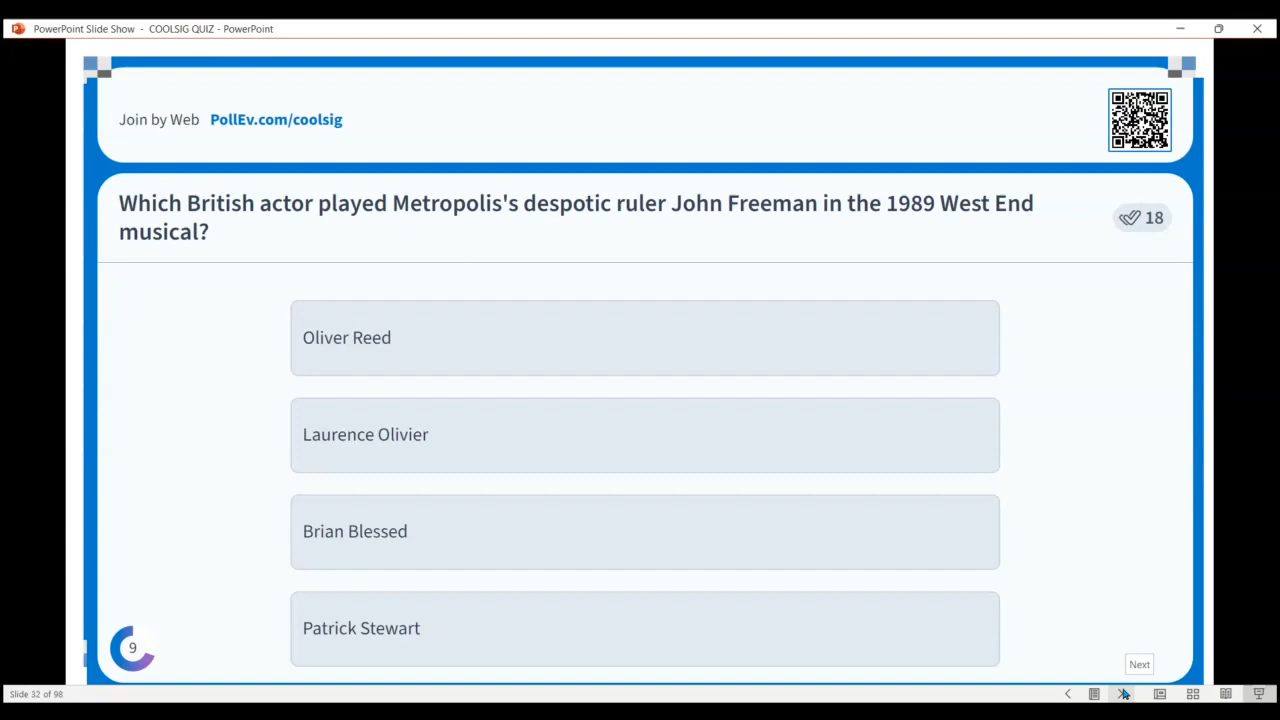 PowerPoint Slide Show - COOLSIG QUIZ - PowerPoint
Join by Web PollEv.com/coolsig
Which British actor played Metropolis's despotic ruler John Freeman in the 1989 West End
musical?
18
Oliver Reed
Laurence Olivier
Brian Blessed
Patrick Stewart
9
Next
Slide 32 of 98